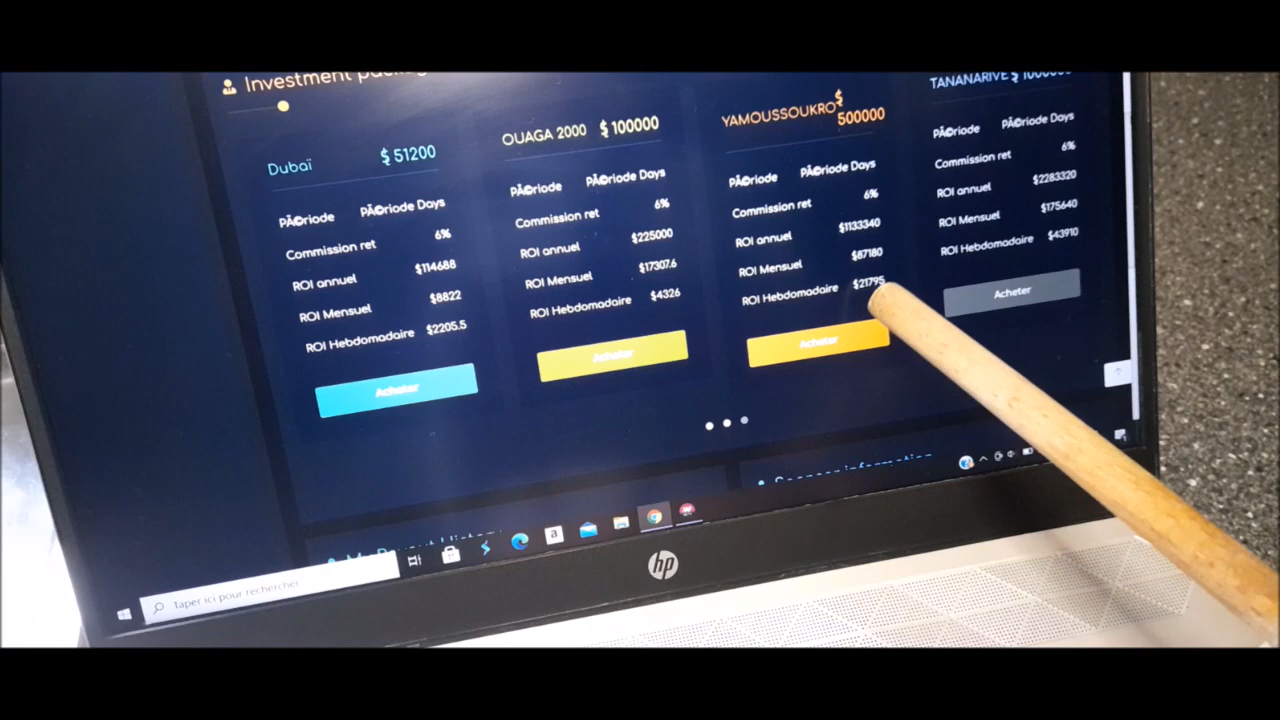 Investment packag
Dubaï $ 51200
PÃ©riode PÃ©riode Days
Commission ret 6%
ROI annuel $114688
ROI Mensuel $8822
ROI Hebdomadaire $2205.5
Acheter
OUAGA 2000 $ 100000
PÃ©riode PÃ©riode Days
Commission ret 6%
ROI annuel $225000
ROI Mensuel $17307.6
ROI Hebdomadaire $4326
Acheter
YAMOUSSOUKRO $ 500000
PÃ©riode PÃ©riode Days
Commission ret 6%
ROI annuel $1133340
ROI Mensuel $87180
ROI Hebdomadaire $21795
Acheter
TANANARIVE $ 1000000
PÃ©riode PÃ©riode Days
Commission ret 6%
ROI annuel $2283320
ROI Mensuel $175640
ROI Hebdomadaire $43910
Acheter
Sponsor information
Taper ici pour rechercher
hp